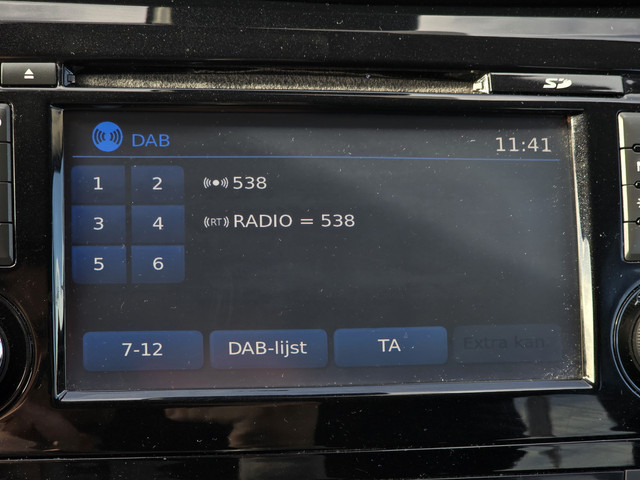 SD
DAB 11:41
1 2 538
3 4 RT RADIO = 538
5 6
7-12 DAB-lijst TA Extra kan.